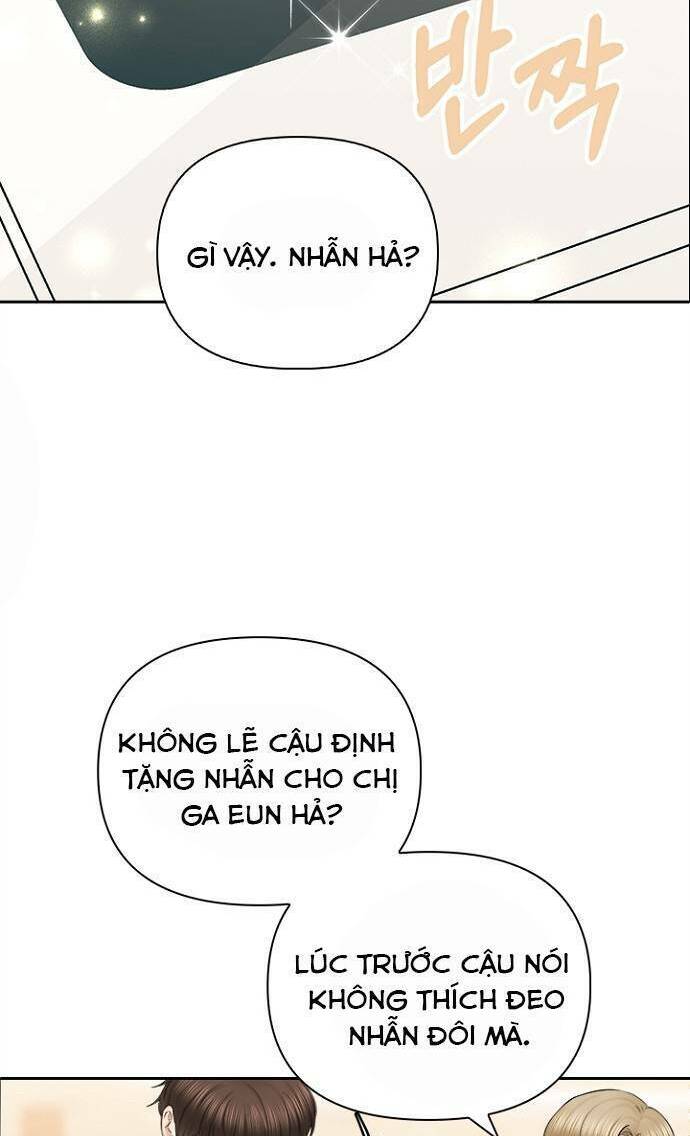 반짝
GÌ VẬY. NHẪN HẢ?
KHÔNG LẼ CẬU ĐỊNH
TẶNG NHẪN CHO CHỊ
GA EUN HẢ?
LÚC TRƯỚC CẬU NÓI
KHÔNG THÍCH ĐEO
NHẪN ĐÔI MÀ.